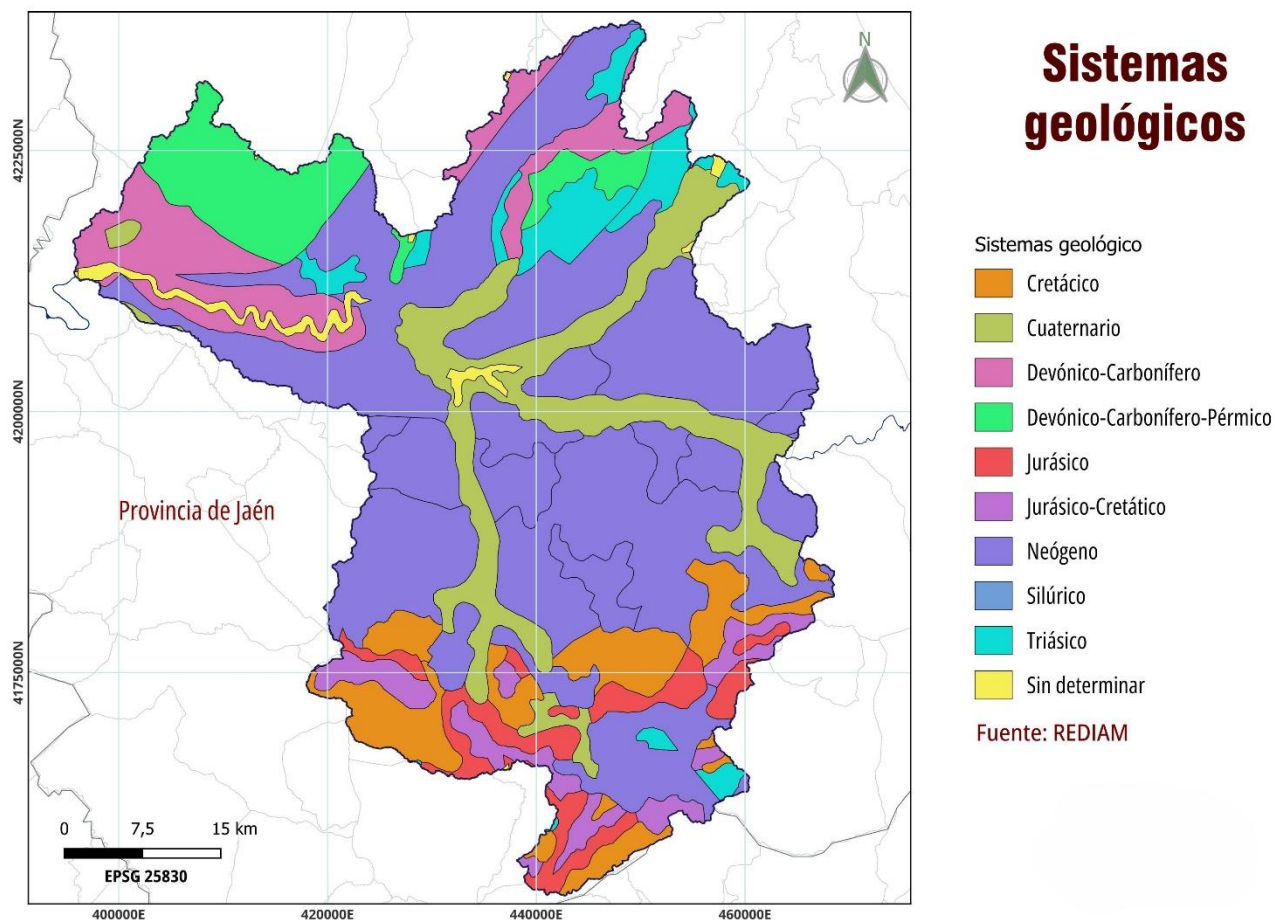 Sistemas
geológicos
Sistemas geológico
Cretácico
Cuaternario
Devónico-Carbonífero
Devónico-Carbonífero-Pérmico
Jurásico
Jurásico-Cretático
Neógeno
Silúrico
Triásico
Sin determinar
Fuente: REDIAM
N
4225000N
4200000N
4175000N
Provincia de Jaén
0 7,5 15 km
EPSG 25830
400000E 420000E 440000E 460000E